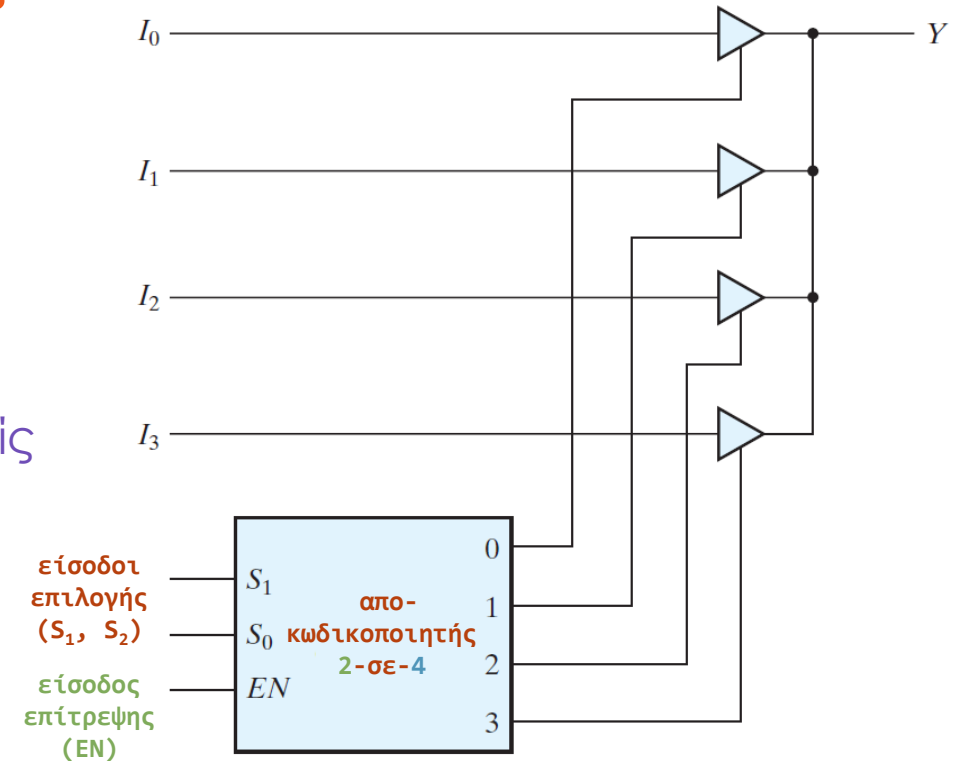 I₀
Y
I₁
I₂
ίς
I₃
είσοδοι
επιλογής
(S₁, S₂)
είσοδος
επίτρεψης
(EN)
S₁
S₀
EN
απο-
κωδικοποιητής
2-σε-4
0
1
2
3